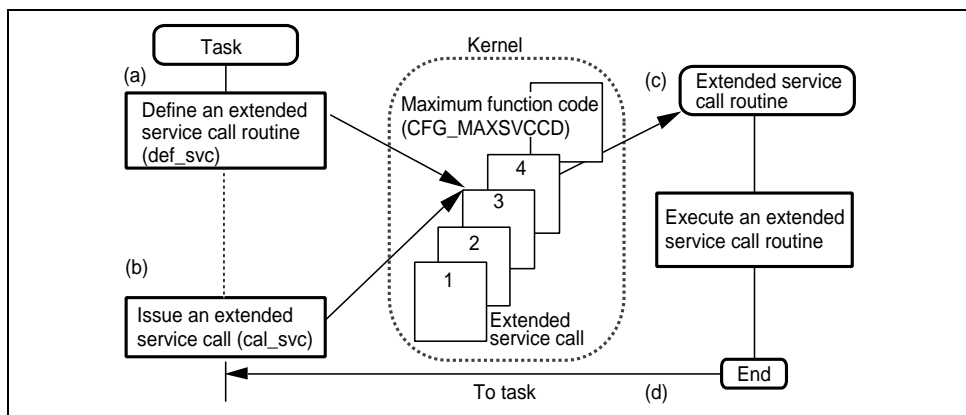 Kernel
Task
(a)
Define an extended
service call routine
(def_svc)
Maximum function code
(CFG_MAXSVCCD)
4
3
2
1
Extended
service call
(c)
Extended service
call routine
Execute an extended
service call routine
(b)
Issue an extended
service call (cal_svc)
End
To task
(d)